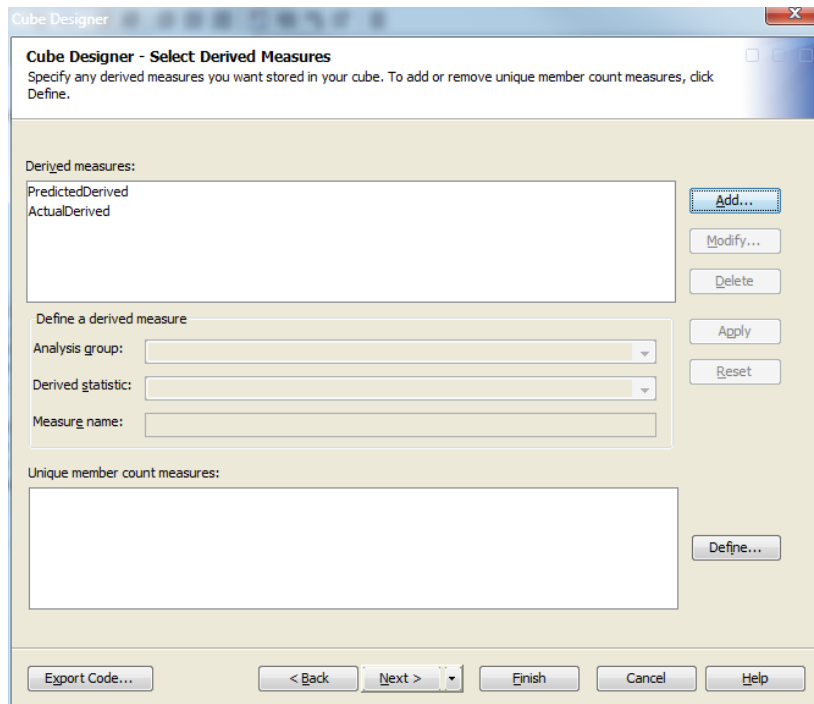 Cube Designer
Cube Designer - Select Derived Measures
Specify any derived measures you want stored in your cube. To add or remove unique member count measures, click
Define.
Derived measures:
PredictedDerived
ActualDerived
Add...
Modify...
Delete
Define a derived measure
Analysis group:
Derived statistic:
Measure name:
Apply
Reset
Unique member count measures:
Define...
Export Code...
< Back
Next >
Finish
Cancel
Help